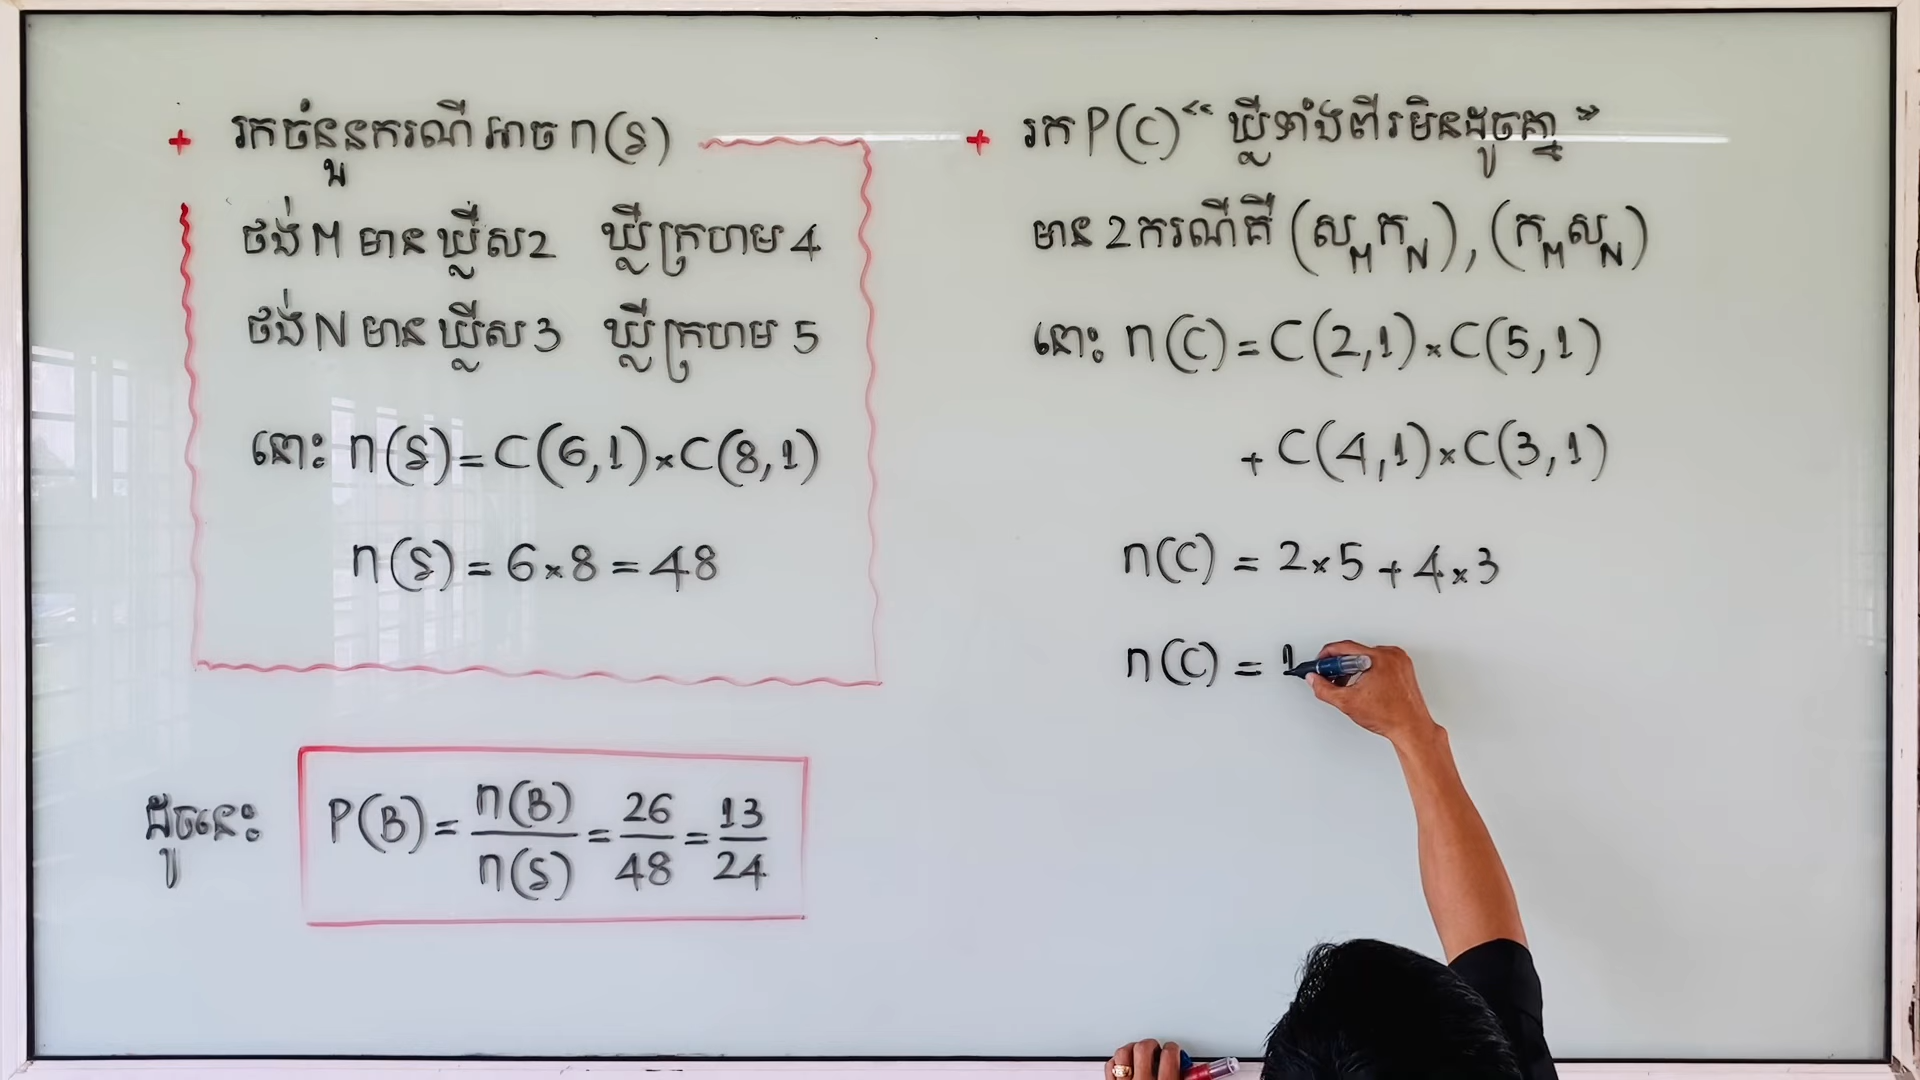 + រកចំនួនករណីអាច n(S)
ថង់ M មាន ឃ្លីស 2 ឃ្លីក្រហម 4
ថង់ N មាន ឃ្លីស 3 ឃ្លីក្រហម 5
នោះ n(S) = C(6,1) × C(8,1)
n(S) = 6 × 8 = 48
ដូចនេះ P(B) = n(B)/n(S) = 26/48 = 13/24
+ រក P(C) “ឃ្លីទាំងពីរមិនដូចគ្នា”
មាន 2 ករណីគឺ (ស_M ក_N), (ក_M ស_N)
នោះ n(C) = C(2,1) × C(5,1)
+ C(4,1) × C(3,1)
n(C) = 2 × 5 + 4 × 3
n(C) = 1